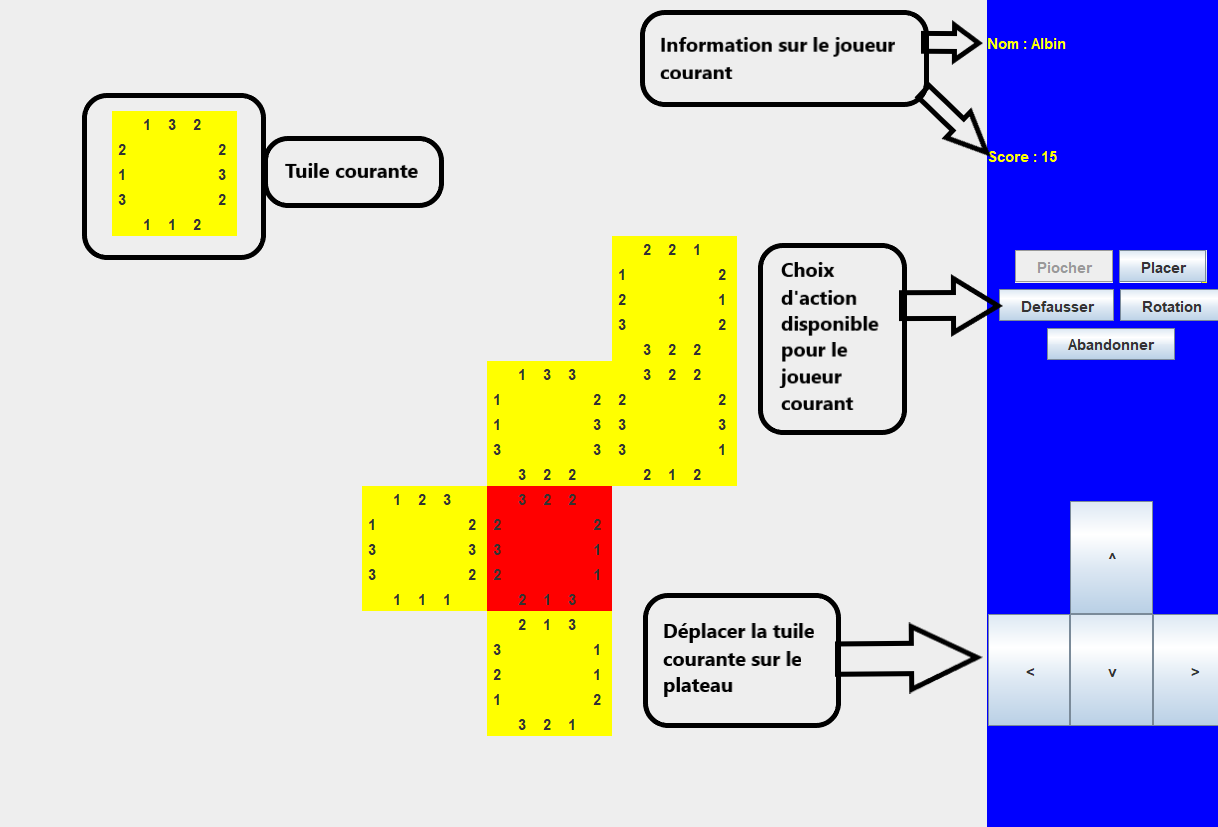 Information sur le joueur
courant
Nom : Albin
Score : 15
1 3 2
2 2
1 3
3 2
1 1 2
Tuile courante
2 2 1
1 2
2 1
3 2
3 2 2
1 3 3
1 2
1 3
3 3
3 2 2
3 2 2
2 2
3 3
3 1
2 1 2
Choix
d'action
disponible
pour le
joueur
courant
Piocher Placer
Defausser Rotation
Abandonner
1 2 3
1 2
3 3
3 2
1 1 1
3 2 2
2 2
3 1
2 1
2 1 3
2 1 3
3 1
2 1
1 2
3 2 1
Déplacer la tuile
courante sur le
plateau
^
< v >